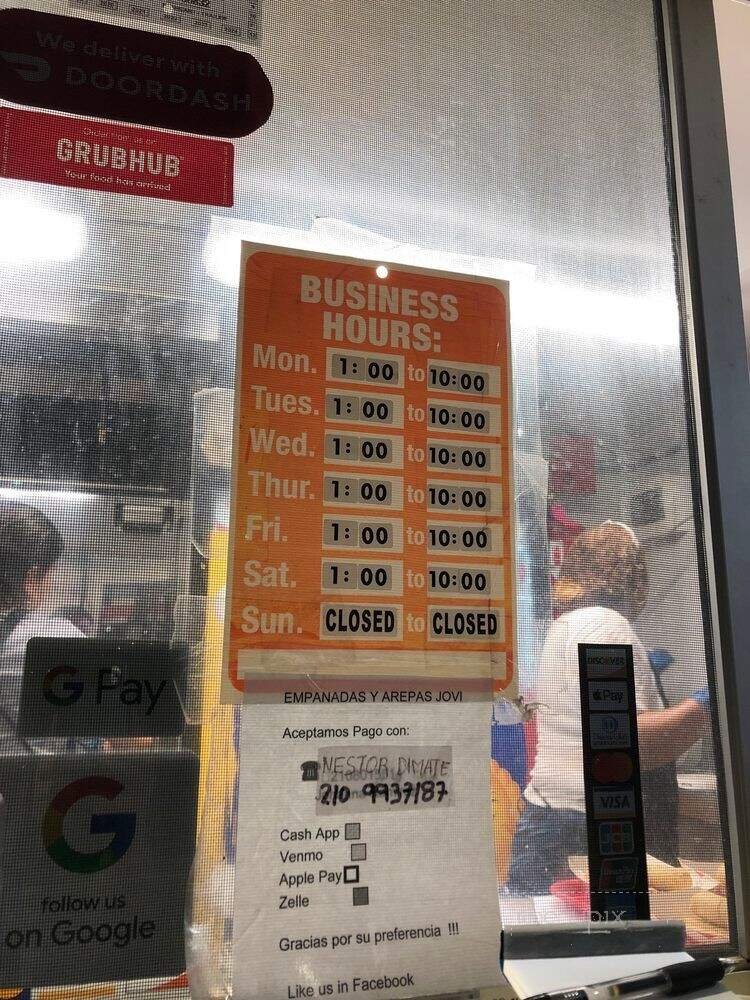 We deliver with
DOORDASH
GRUBHUB
Your food has arrived
BUSINESS
HOURS:
Mon. 1:00 to 10:00
Tues. 1:00 to 10:00
Wed. 1:00 to 10:00
Thur. 1:00 to 10:00
Fri. 1:00 to 10:00
Sat. 1:00 to 10:00
Sun. CLOSED to CLOSED
EMPANADAS Y AREPAS JOVI
Aceptamos Pago con:
NESTOR DIMATE
210 9937187
Cash App
Venmo
Apple Pay
Zelle
Gracias por su preferencia !!!
Like us in Facebook
G Pay
G
follow us
on Google
DISCOVER
Pay
VISA
JCB